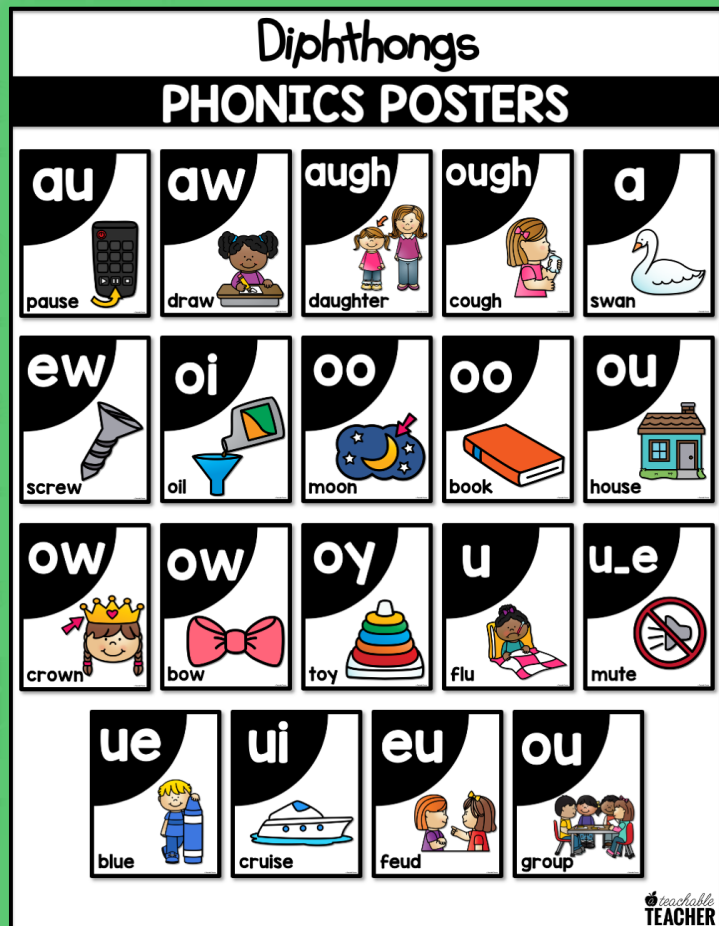 Diphthongs
PHONICS POSTERS
au
pause
aw
draw
augh
daughter
ough
cough
a
swan
ew
screw
oi
oil
oo
moon
oo
book
ou
house
ow
crown
ow
bow
oy
toy
u
flu
u_e
mute
ue
blue
ui
cruise
eu
feud
ou
group
a teachable
TEACHER